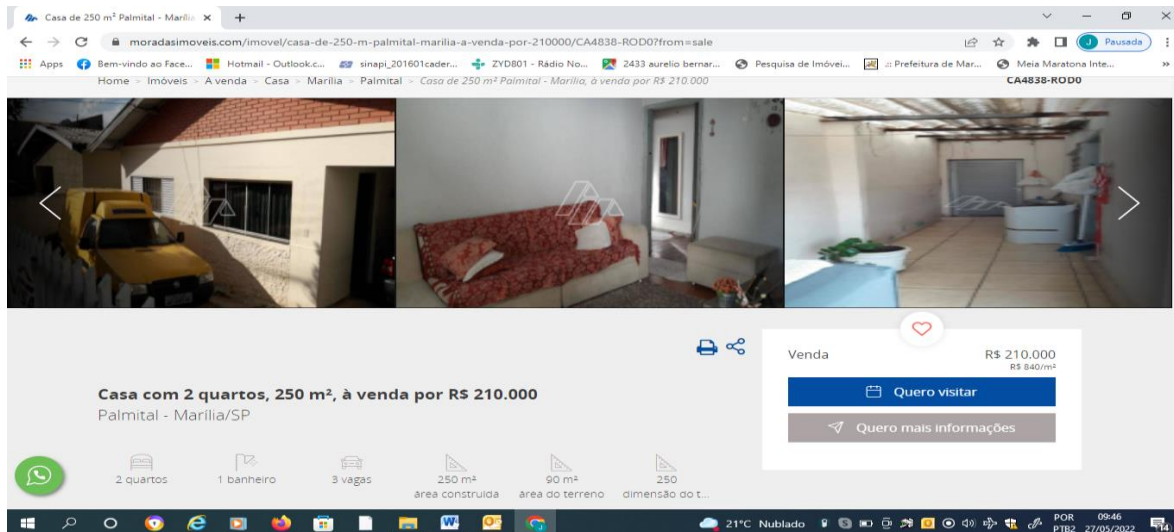 Casa de 250 m² Palmital - Marília
moradasimoveis.com/imovel/casa-de-250-m-palmital-marilia-a-venda-por-210000/CA4838-ROD0?from=sale
J Pausada
Apps Bem-vindo ao Face... Hotmail - Outlook.c... sinapi_201601cader... ZYD801 - Rádio No... 2433 aurelio bernar... Pesquisa de Imóvei... .:: Prefeitura de Mar... Meia Maratona Inte... »
Home > Imóveis > A venda > Casa > Marília > Palmital > Casa de 250 m² Palmital - Marília, à venda por R$ 210.000 CA4838-ROD0
Venda R$ 210.000
R$ 840/m²
Quero visitar
Casa com 2 quartos, 250 m², à venda por R$ 210.000
Palmital - Marília/SP
Quero mais informações
2 quartos 1 banheiro 3 vagas 250 m² 90 m² 250
área construída área do terreno dimensão do t...
21°C Nublado POR 09:46
PTB2 27/05/2022